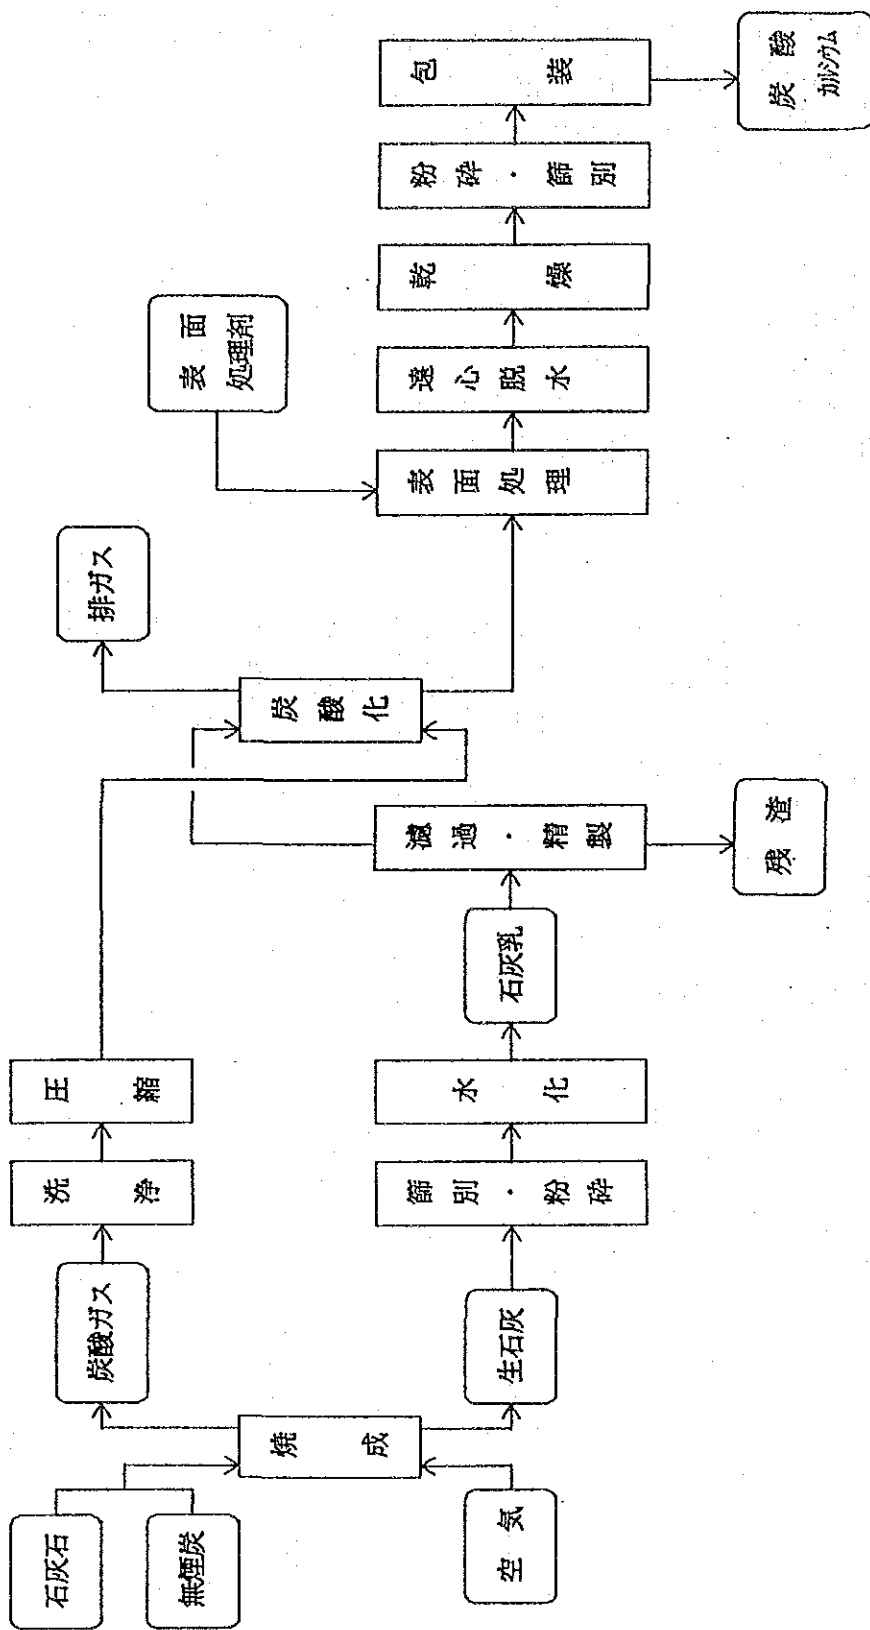 石灰石
無煙炭
空気
焼成
炭酸ガス
生石灰
洗浄
圧縮
篩別・粉砕
水化
石灰乳
濾過・精製
残渣
炭酸化
排ガス
表面
処理剤
表面処理
遠心脱水
乾燥
粉砕・篩別
包装
炭酸
カルシウム